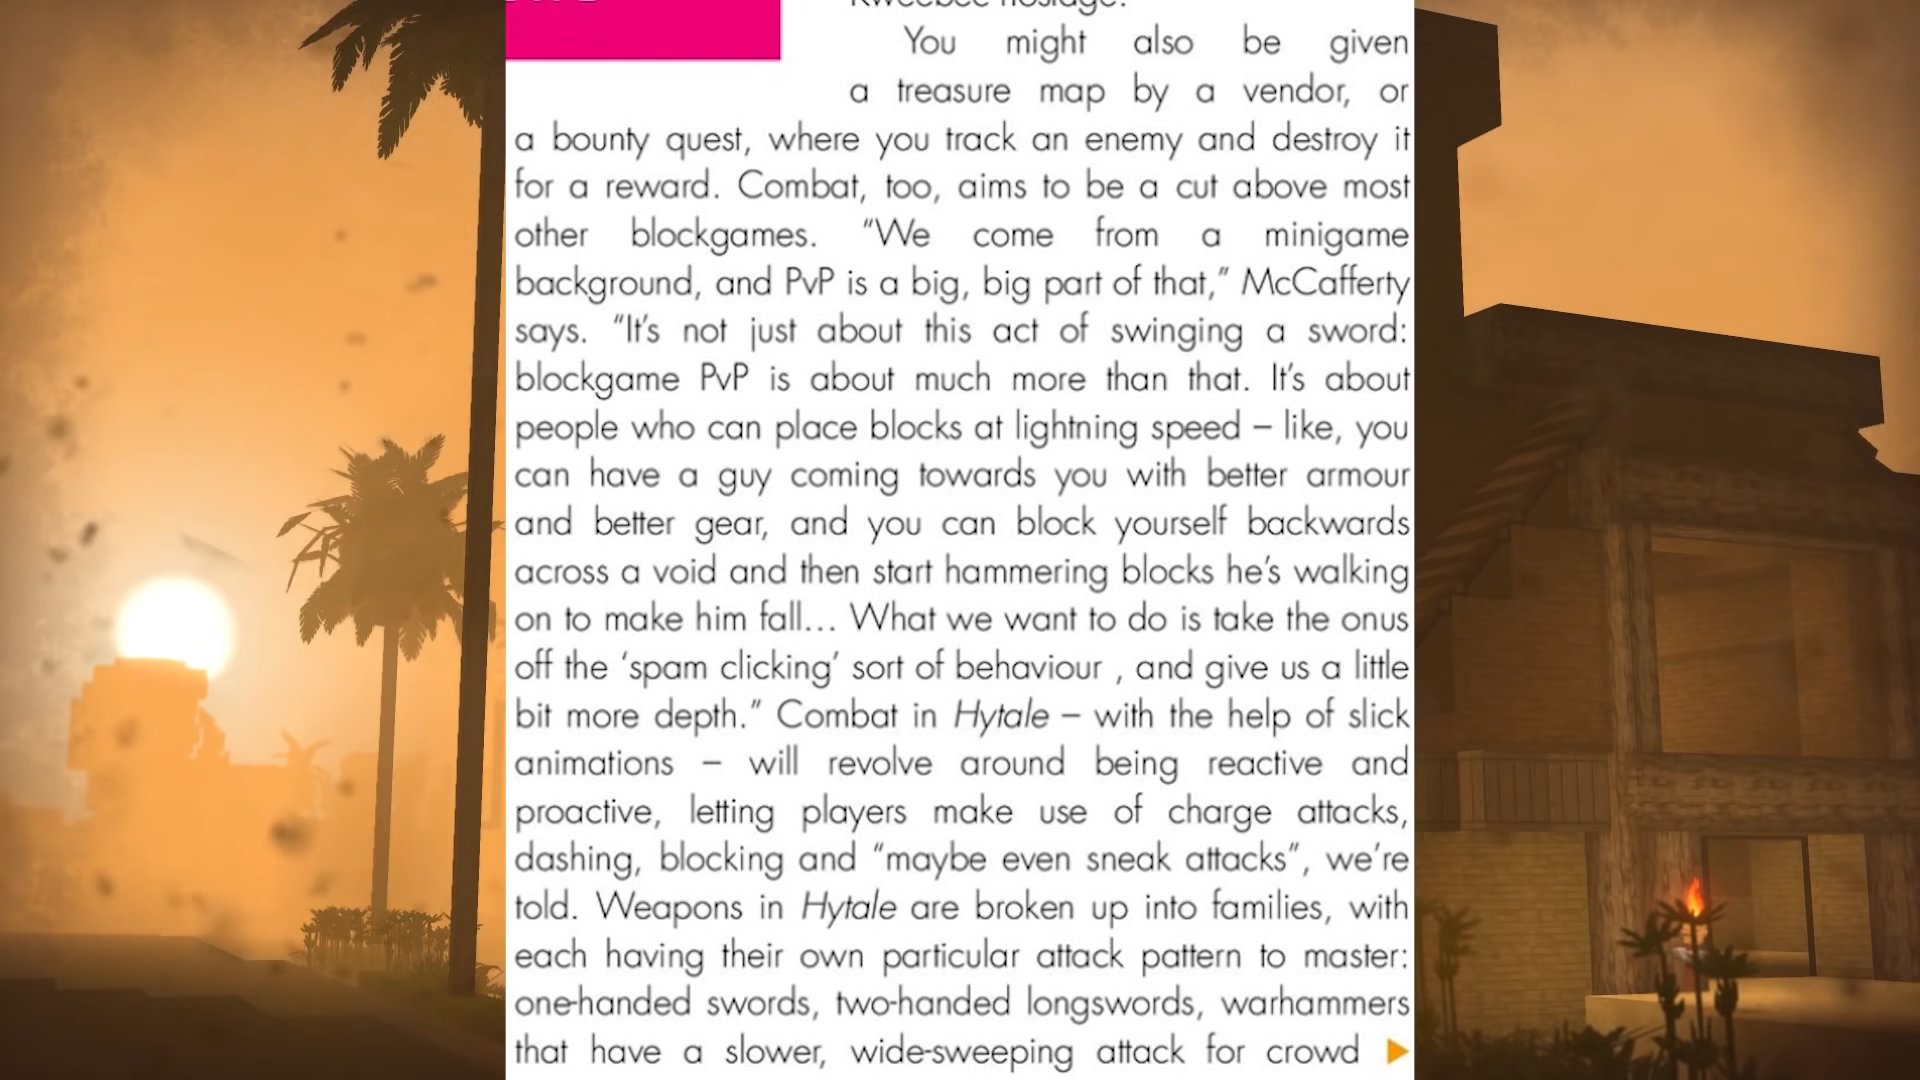 Kweebec hostage.
You might also be given
a treasure map by a vendor, or
a bounty quest, where you track an enemy and destroy it
for a reward. Combat, too, aims to be a cut above most
other blockgames. “We come from a minigame
background, and PvP is a big, big part of that,” McCafferty
says. “It’s not just about this act of swinging a sword:
blockgame PvP is about much more than that. It’s about
people who can place blocks at lightning speed – like, you
can have a guy coming towards you with better armour
and better gear, and you can block yourself backwards
across a void and then start hammering blocks he’s walking
on to make him fall… What we want to do is take the onus
off the ‘spam clicking’ sort of behaviour , and give us a little
bit more depth.” Combat in Hytale – with the help of slick
animations – will revolve around being reactive and
proactive, letting players make use of charge attacks,
dashing, blocking and “maybe even sneak attacks”, we’re
told. Weapons in Hytale are broken up into families, with
each having their own particular attack pattern to master:
one-handed swords, two-handed longswords, warhammers
that have a slower, wide-sweeping attack for crowd